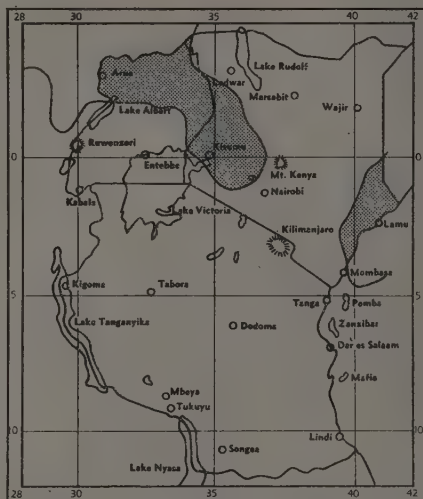 28 30 35 40 42
Lake Rudolf
Arua
Lodwar
Marsabit
Lake Albert
Wajir
Ruwenzori
Kisumu
0 0
Entebbe
Mt. Kenya
Kabale
Nairobi
Lake Victoria
Lamu
Kilimanjaro
Mombasa
Kigoma
Tabora
5 5
Tanga
Pemba
Lake Tanganyika
Zanzibar
Dodoma
Dar es Salaam
Mafia
Mbeya
Tukuyu
10 10
Lindi
Songea
Lake Nyasa
28 30 35 40 42